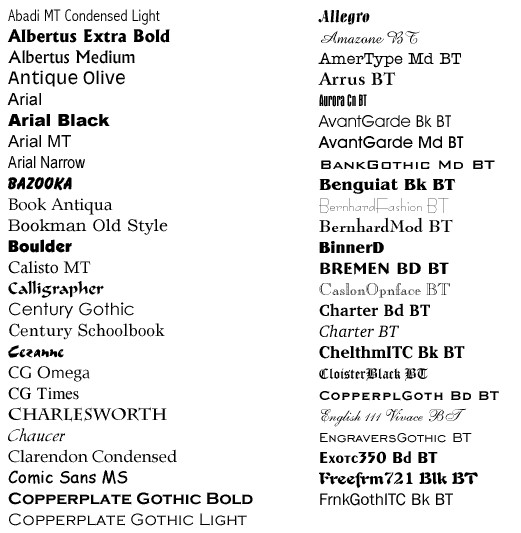 Abadi MT Condensed Light
Albertus Extra Bold
Albertus Medium
Antique Olive
Arial
Arial Black
Arial MT
Arial Narrow
BAZOOKA
Book Antiqua
Bookman Old Style
Boulder
Calisto MT
Calligrapher
Century Gothic
Century Schoolbook
Cezanne
CG Omega
CG Times
CHARLESWORTH
Chaucer
Clarendon Condensed
Comic Sans MS
Copperplate Gothic Bold
Copperplate Gothic Light
Allegro
Amazone BT
AmerType Md BT
Arrus BT
Aurora Cn BT
AvantGarde Bk BT
AvantGarde Md BT
BankGothic Md BT
Benguiat Bk BT
BernhardFashion BT
BernhardMod BT
BinnerD
BREMEN BD BT
CaslonOpnface BT
Charter Bd BT
Charter BT
ChelthmITC Bk BT
CloisterBlack BT
CopperplGoth Bd BT
English 111 Vivace BT
EngraversGothic BT
Exotc350 Bd BT
Freefrm721 Blk BT
FrnkGothITC Bk BT